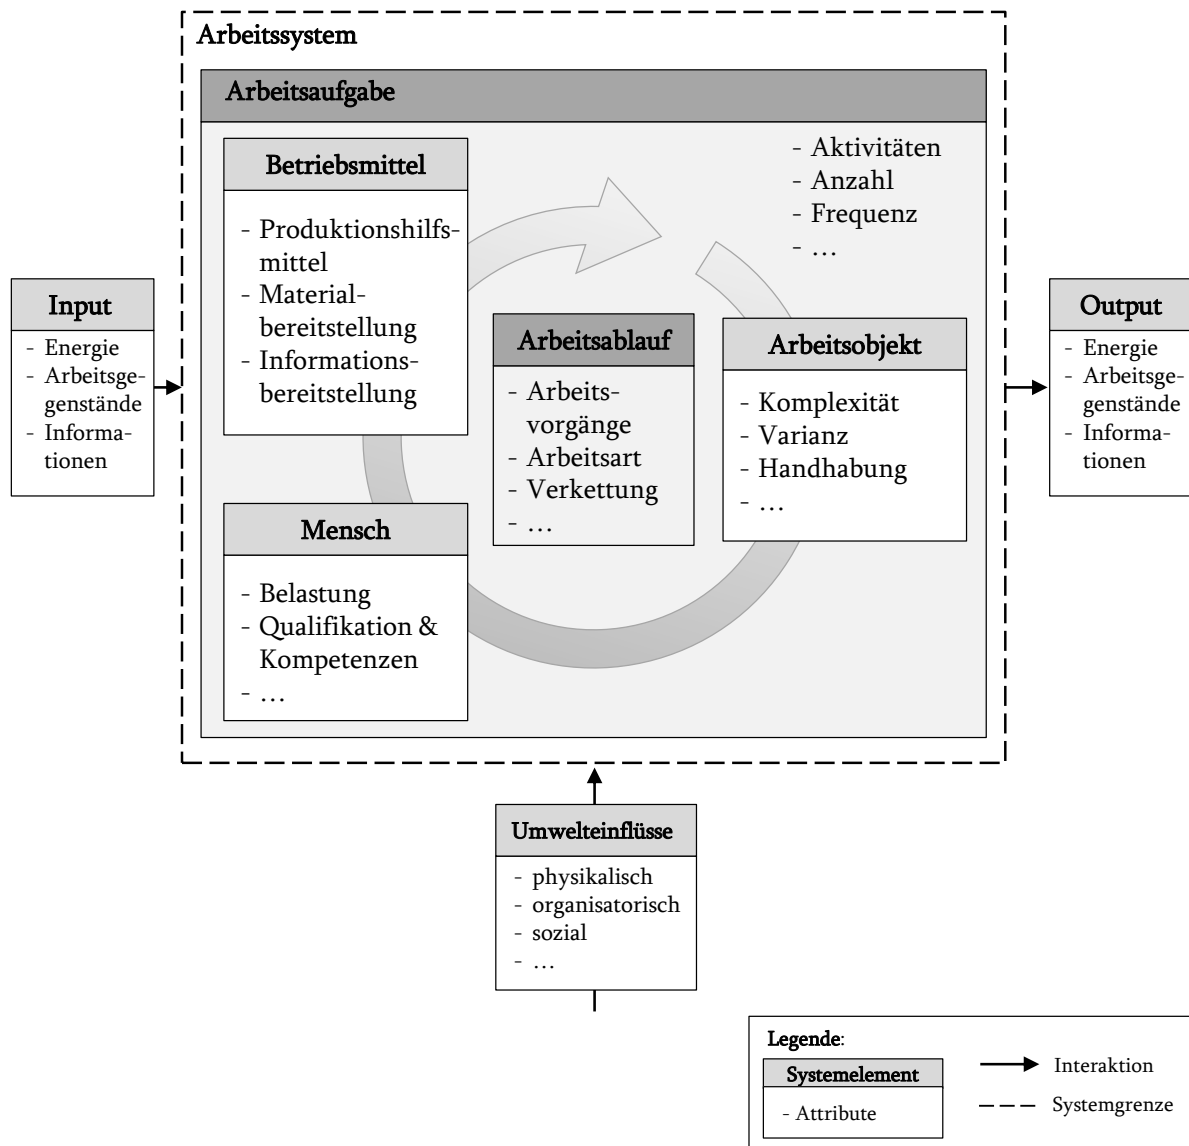 Arbeitssystem
Arbeitsaufgabe
- Aktivitäten
- Anzahl
- Frequenz
- ...
Betriebsmittel
- Produktionshilfs-
mittel
- Material-
bereitstellung
- Informations-
bereitstellung
Input
- Energie
- Arbeitsge-
genstände
- Informa-
tionen
Arbeitsablauf
- Arbeits-
vorgänge
- Arbeitsart
- Verkettung
- ...
Arbeitsobjekt
- Komplexität
- Varianz
- Handhabung
- ...
Output
- Energie
- Arbeitsge-
genstände
- Informa-
tionen
Mensch
- Belastung
- Qualifikation &
Kompetenzen
- ...
Umwelteinflüsse
- physikalisch
- organisatorisch
- sozial
- ...
Legende:
Systemelement
- Attribute
Interaktion
Systemgrenze